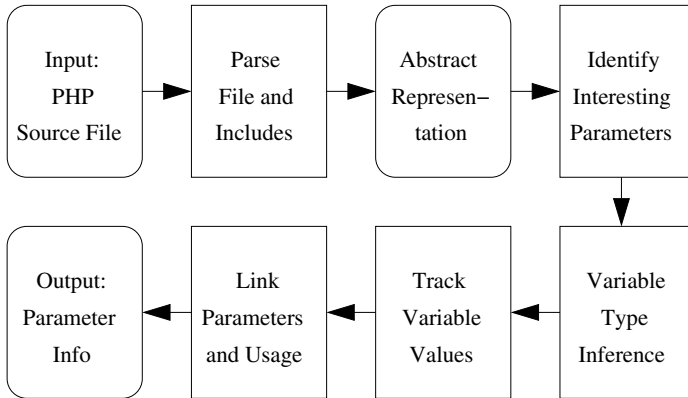 Input:
PHP
Source File
Parse
File and
Includes
Abstract
Represen−
tation
Identify
Interesting
Parameters
Output:
Parameter
Info
Link
Parameters
and Usage
Track
Variable
Values
Variable
Type
Inference